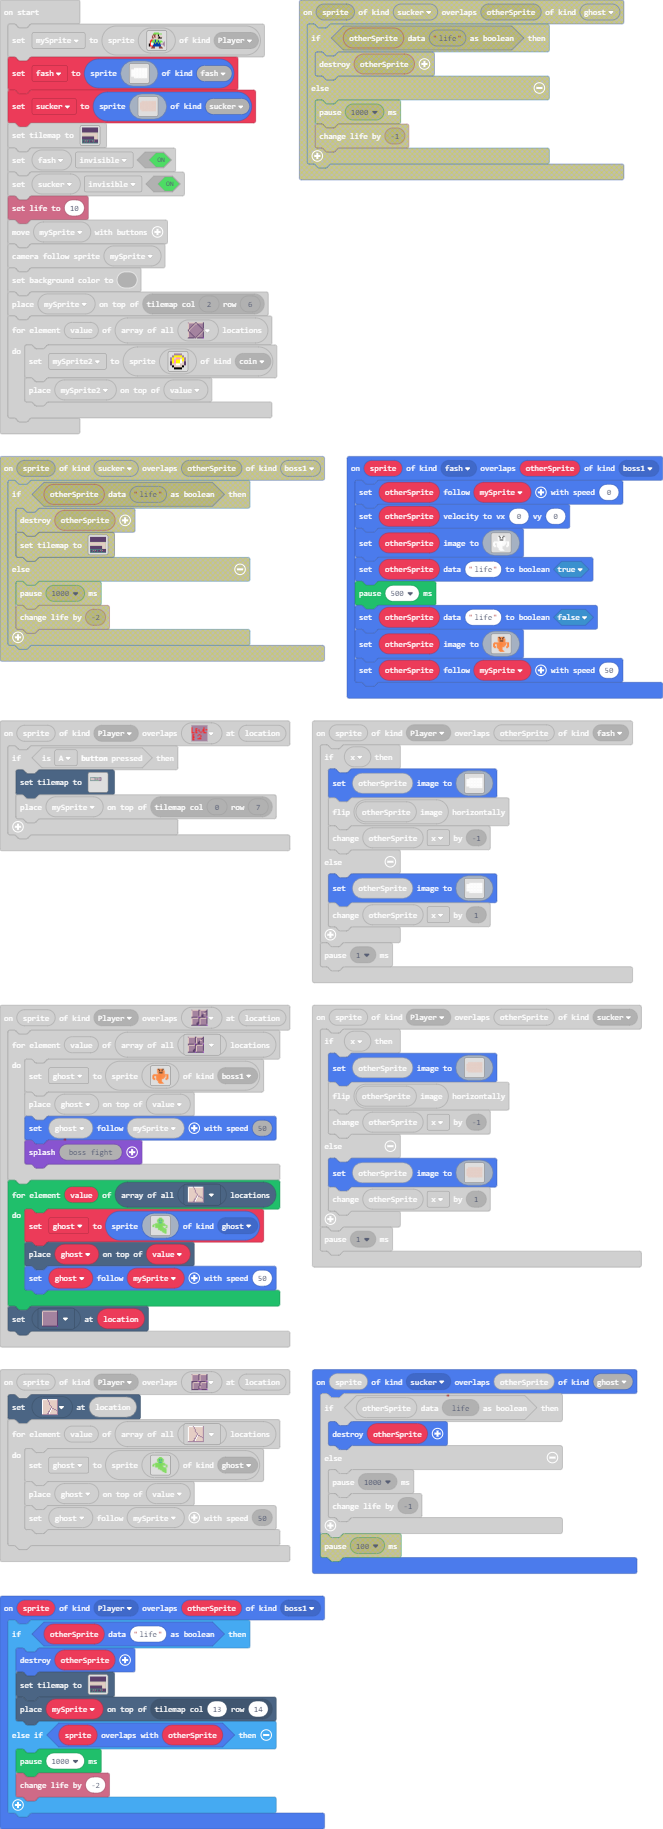 on start
set mySprite to sprite of kind Player
set fash to sprite of kind fash
set sucker to sprite of kind sucker
set tilemap to
set fash invisible ON
set sucker invisible ON
set life to 10
move mySprite with buttons
camera follow sprite mySprite
set background color to
place mySprite on top of tilemap col 2 row 6
for element value of array of all locations
do
set mySprite2 to sprite of kind coin
place mySprite2 on top of value
on sprite of kind sucker overlaps otherSprite of kind ghost
if otherSprite data "life" as boolean then
destroy otherSprite
else
pause 1000 ms
change life by -1
on sprite of kind sucker overlaps otherSprite of kind boss1
if otherSprite data "life" as boolean then
destroy otherSprite
set tilemap to
else
pause 1000 ms
change life by -2
on sprite of kind fash overlaps otherSprite of kind boss1
set otherSprite follow mySprite with speed 0
set otherSprite velocity to vx 0 vy 0
set otherSprite image to
set otherSprite data "life" to boolean true
pause 500 ms
set otherSprite data "life" to boolean false
set otherSprite image to
set otherSprite follow mySprite with speed 50
on sprite of kind Player overlaps at location
if is A button pressed then
set tilemap to
place mySprite on top of tilemap col 0 row 7
on sprite of kind Player overlaps otherSprite of kind fash
if x then
set otherSprite image to
flip otherSprite image horizontally
change otherSprite x by -1
else
set otherSprite image to
change otherSprite x by 1
pause 1 ms
on sprite of kind Player overlaps at location
for element value of array of all locations
do
set ghost to sprite of kind boss1
place ghost on top of value
set ghost follow mySprite with speed 50
splash boss fight
for element value of array of all locations
do
set ghost to sprite of kind ghost
place ghost on top of value
set ghost follow mySprite with speed 50
set at location
on sprite of kind Player overlaps otherSprite of kind sucker
if x then
set otherSprite image to
flip otherSprite image horizontally
change otherSprite x by -1
else
set otherSprite image to
change otherSprite x by 1
pause 1 ms
on sprite of kind Player overlaps at location
set at location
for element value of array of all locations
do
set ghost to sprite of kind ghost
place ghost on top of value
set ghost follow mySprite with speed 50
on sprite of kind sucker overlaps otherSprite of kind ghost
if otherSprite data life as boolean then
destroy otherSprite
else
pause 1000 ms
change life by -1
pause 100 ms
on sprite of kind Player overlaps otherSprite of kind boss1
if otherSprite data "life" as boolean then
destroy otherSprite
set tilemap to
place mySprite on top of tilemap col 13 row 14
else if sprite overlaps with otherSprite then
pause 1000 ms
change life by -2